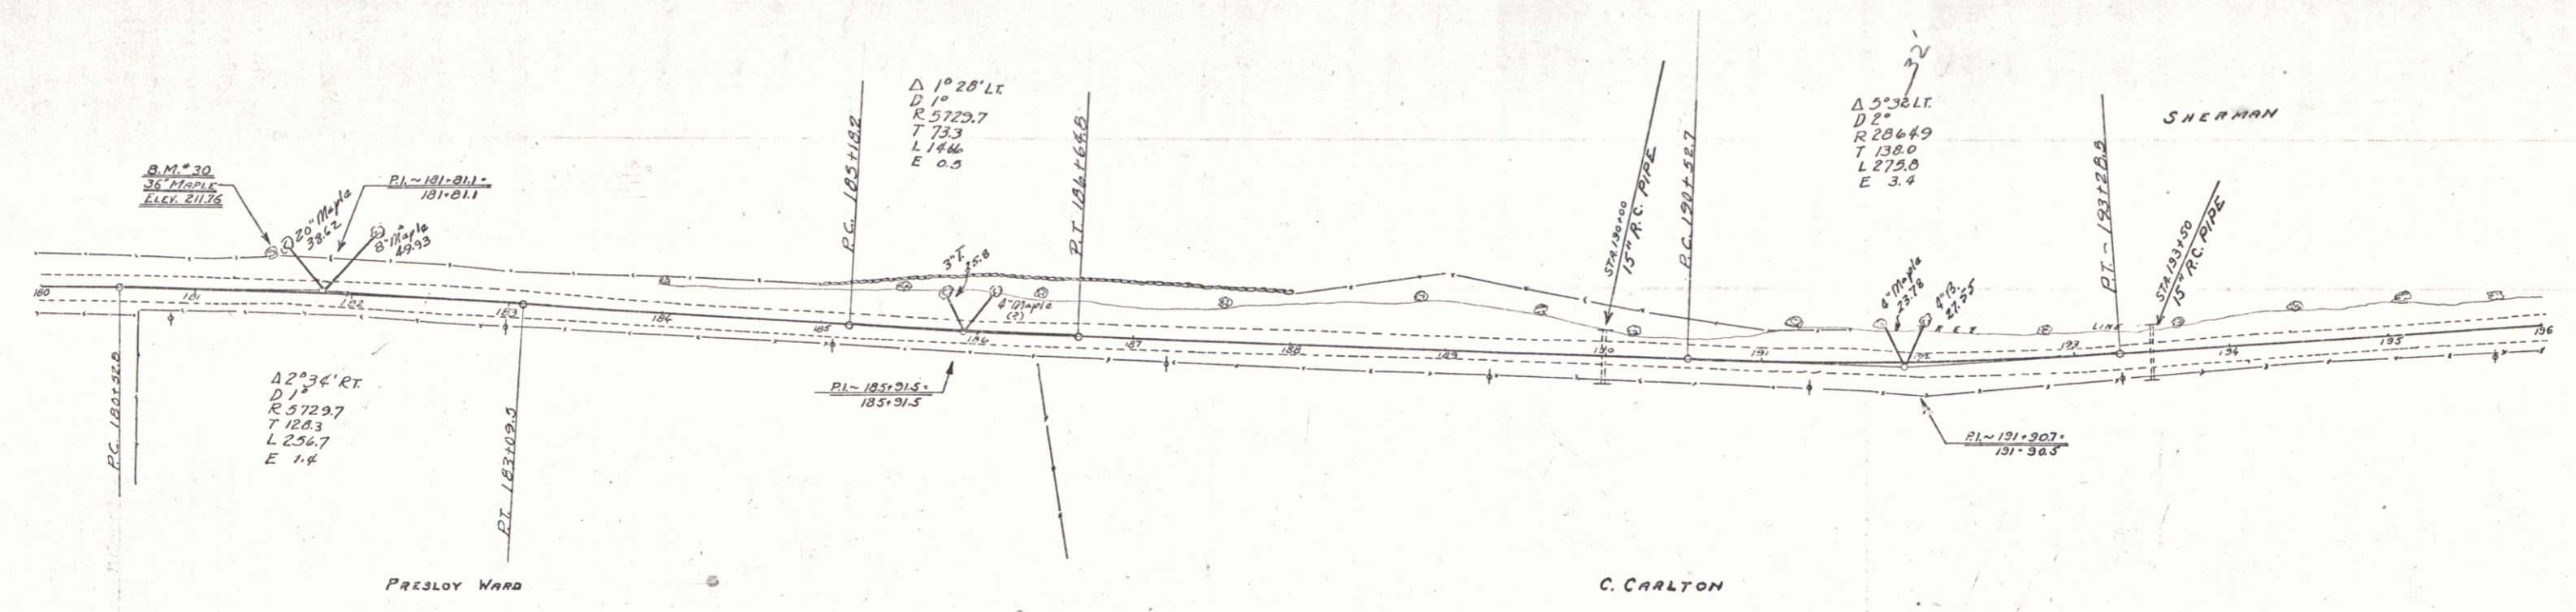 B.M.#30
36" MAPLE
ELEV. 211.76
20" Maple
38.62
8" Maple
49.93
P.I.~181+81.1=
181+81.1
P.C. 180+52.8
Δ 2°34' RT.
D 1°
R 5729.7
T 128.3
L 256.7
E 1.4
P.T. 183+09.5
PRESLOY WARD
P.C. 185+18.2
Δ 1°28' LT.
D 1°
R 5729.7
T 73.3
L 146.6
E 0.5
P.T. 186+64.8
3" T.
25.8
4" Maple
(?)
P.I.~185+91.5=
185+91.5
STA. 190+00
15" R.C. PIPE
P.C. 190+52.7
C. CARLTON
32'
Δ 5°32 LT.
D 2°
R 2864.9
T 138.0
L 275.8
E 3.4
4" Maple
23.78
4" B.
27.55
P.I.~191+90.7=
191+90.5
P.T.-193+28.5
SHERMAN
STA. 193+50
15" R.C. PIPE
LINE
180
181
182
183
184
185
186
187
188
189
190
191
192
193
194
195
196